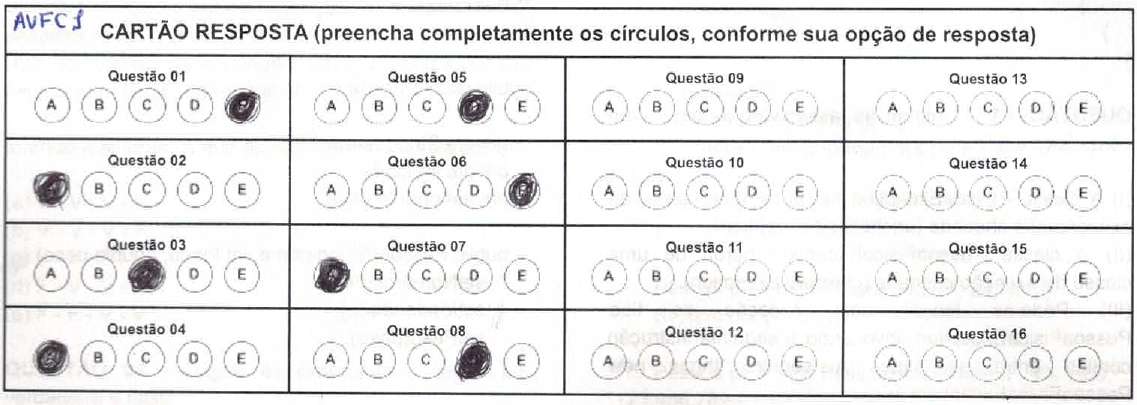 AVFC1
CARTÃO RESPOSTA (preencha completamente os círculos, conforme sua opção de resposta)
Questão 01
A B C D
Questão 02
B C D E
Questão 03
A B D E
Questão 04
B C D E
Questão 05
A B C E
Questão 06
A B C D
Questão 07
B C D E
Questão 08
A B C E
Questão 09
A B C D E
Questão 10
A B C D E
Questão 11
A B C D E
Questão 12
A B C D E
Questão 13
A B C D E
Questão 14
A B C D E
Questão 15
A B C D E
Questão 16
A B C D E